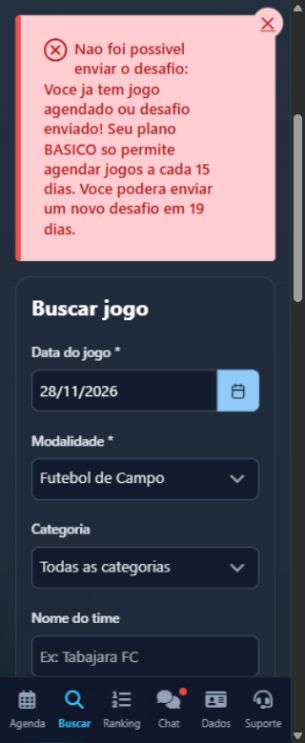 Nao foi possivel
enviar o desafio:
Voce ja tem jogo
agendado ou desafio
enviado! Seu plano
BASICO so permite
agendar jogos a cada 15
dias. Voce podera enviar
um novo desafio em 19
dias.
Buscar jogo
Data do jogo *
28/11/2026
Modalidade *
Futebol de Campo
Categoria
Todas as categorias
Nome do time
Ex: Tabajara FC
Agenda Buscar Ranking Chat Dados Suporte